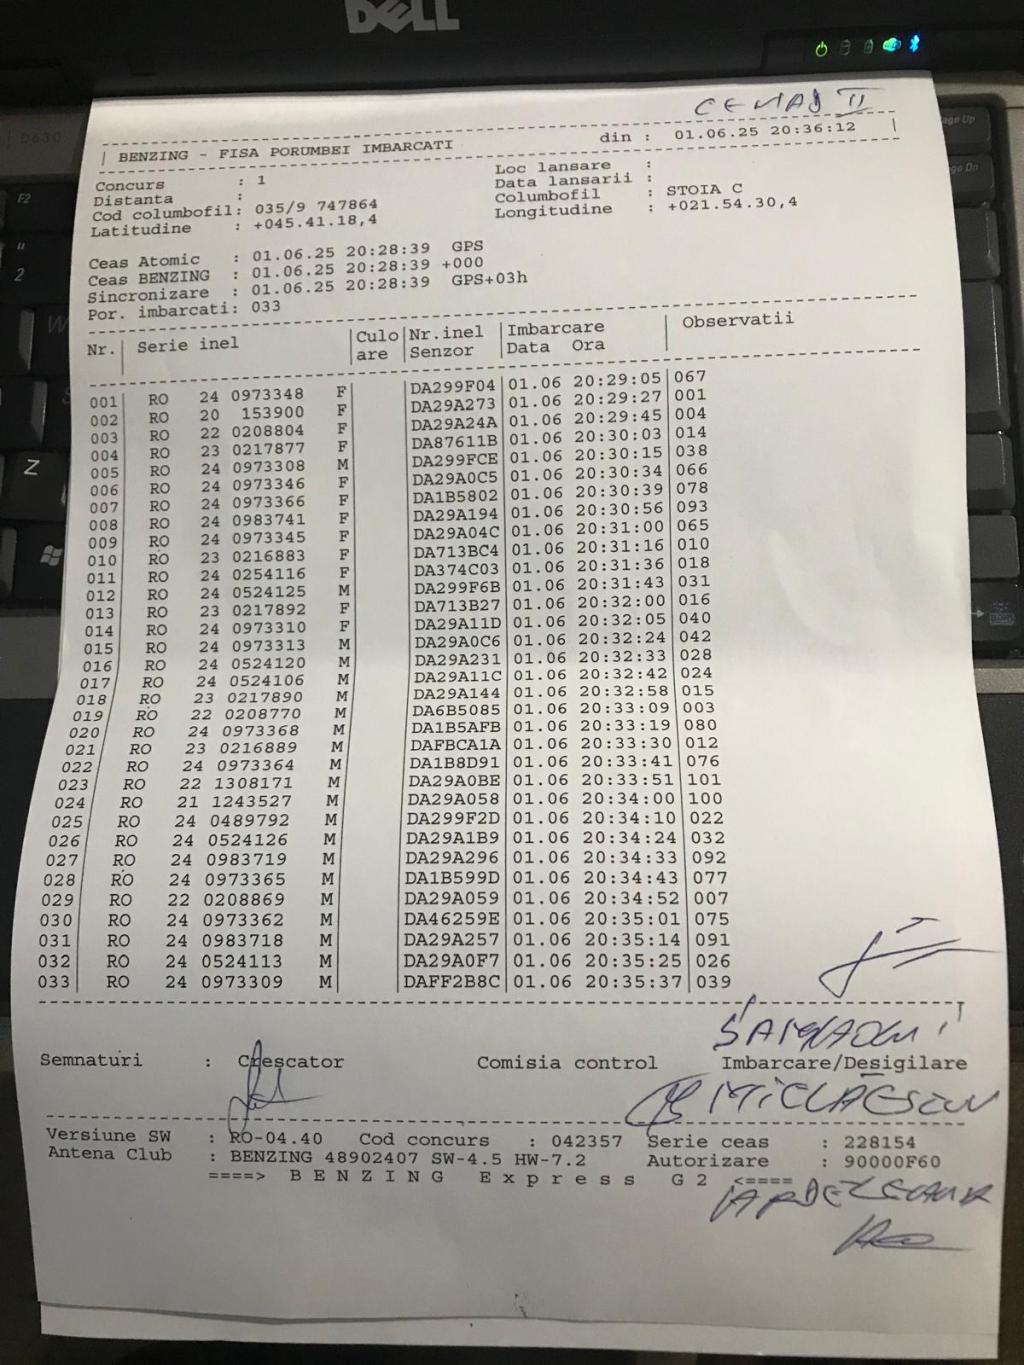 DELL
D630
CEMAS II
| BENZING - FISA PORUMBEI IMBARCATI din : 01.06.25 20:36:12 |
Concurs : 1 Loc lansare :
Distanta : Data lansarii :
Cod columbofil: 035/9 747864 Columbofil : STOIA C
Latitudine : +045.41.18,4 Longitudine : +021.54.30,4
Ceas Atomic : 01.06.25 20:28:39 GPS
Ceas BENZING : 01.06.25 20:28:39 +000
Sincronizare : 01.06.25 20:28:39 GPS+03h
Por. imbarcati: 033
Nr. | Serie inel | Culo | Nr.inel | Imbarcare | Observatii
are | Senzor | Data Ora
001 RO 24 0973348 F DA299F04 01.06 20:29:05 067
002 RO 20 153900 F DA29A273 01.06 20:29:27 001
003 RO 22 0208804 F DA29A24A 01.06 20:29:45 004
004 RO 23 0217877 F DA87611B 01.06 20:30:03 014
005 RO 24 0973308 M DA299FCE 01.06 20:30:15 038
006 RO 24 0973346 F DA29A0C5 01.06 20:30:34 066
007 RO 24 0973366 F DA1B5802 01.06 20:30:39 078
008 RO 24 0983741 F DA29A194 01.06 20:30:56 093
009 RO 24 0973345 F DA29A04C 01.06 20:31:00 065
010 RO 23 0216883 F DA713BC4 01.06 20:31:16 010
011 RO 24 0254116 F DA374C03 01.06 20:31:36 018
012 RO 24 0524125 M DA299F6B 01.06 20:31:43 031
013 RO 23 0217892 F DA713B27 01.06 20:32:00 016
014 RO 24 0973310 F DA29A11D 01.06 20:32:05 040
015 RO 24 0973313 M DA29A0C6 01.06 20:32:24 042
016 RO 24 0524120 M DA29A231 01.06 20:32:33 028
017 RO 24 0524106 M DA29A11C 01.06 20:32:42 024
018 RO 23 0217890 M DA29A144 01.06 20:32:58 015
019 RO 22 0208770 M DA6B5085 01.06 20:33:09 003
020 RO 24 0973368 M DA1B5AFB 01.06 20:33:19 080
021 RO 23 0216889 M DAFBCA1A 01.06 20:33:30 012
022 RO 24 0973364 M DA1B8D91 01.06 20:33:41 076
023 RO 22 1308171 M DA29A0BE 01.06 20:33:51 101
024 RO 21 1243527 M DA29A058 01.06 20:34:00 100
025 RO 24 0489792 M DA299F2D 01.06 20:34:10 022
026 RO 24 0524126 M DA29A1B9 01.06 20:34:24 032
027 RO 24 0983719 M DA29A296 01.06 20:34:33 092
028 RO 24 0973365 M DA1B599D 01.06 20:34:43 077
029 RO 22 0208869 M DA29A059 01.06 20:34:52 007
030 RO 24 0973362 M DA46259E 01.06 20:35:01 075
031 RO 24 0983718 M DA29A257 01.06 20:35:14 091
032 RO 24 0524113 M DA29A0F7 01.06 20:35:25 026
033 RO 24 0973309 M DAFF2B8C 01.06 20:35:37 039
Semnaturi : Crescator Comisia control Imbarcare/Desigilare
Versiune SW : RO-04.40 Cod concurs : 042357 Serie ceas : 228154
Antena Club : BENZING 48902407 SW-4.5 HW-7.2 Autorizare : 90000F60
====> B E N Z I N G E x p r e s s G 2 <====